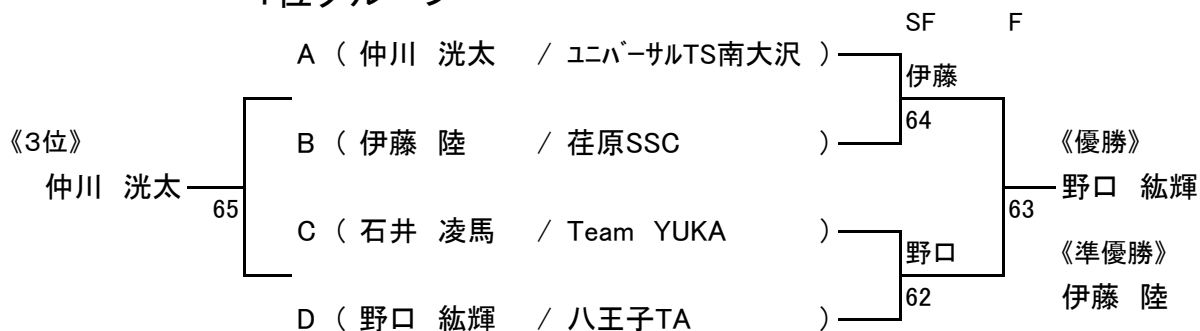 SF F
A ( 仲川 洸太 / ユニバーサルTS南大沢 )
伊藤
64
《3位》
B ( 伊藤 陸 / 荏原SSC )
《優勝》
仲川 洸太
野口 紘輝
65
63
C ( 石井 凌馬 / Team YUKA )
野口
《準優勝》
62
伊藤 陸
D ( 野口 紘輝 / 八王子TA )